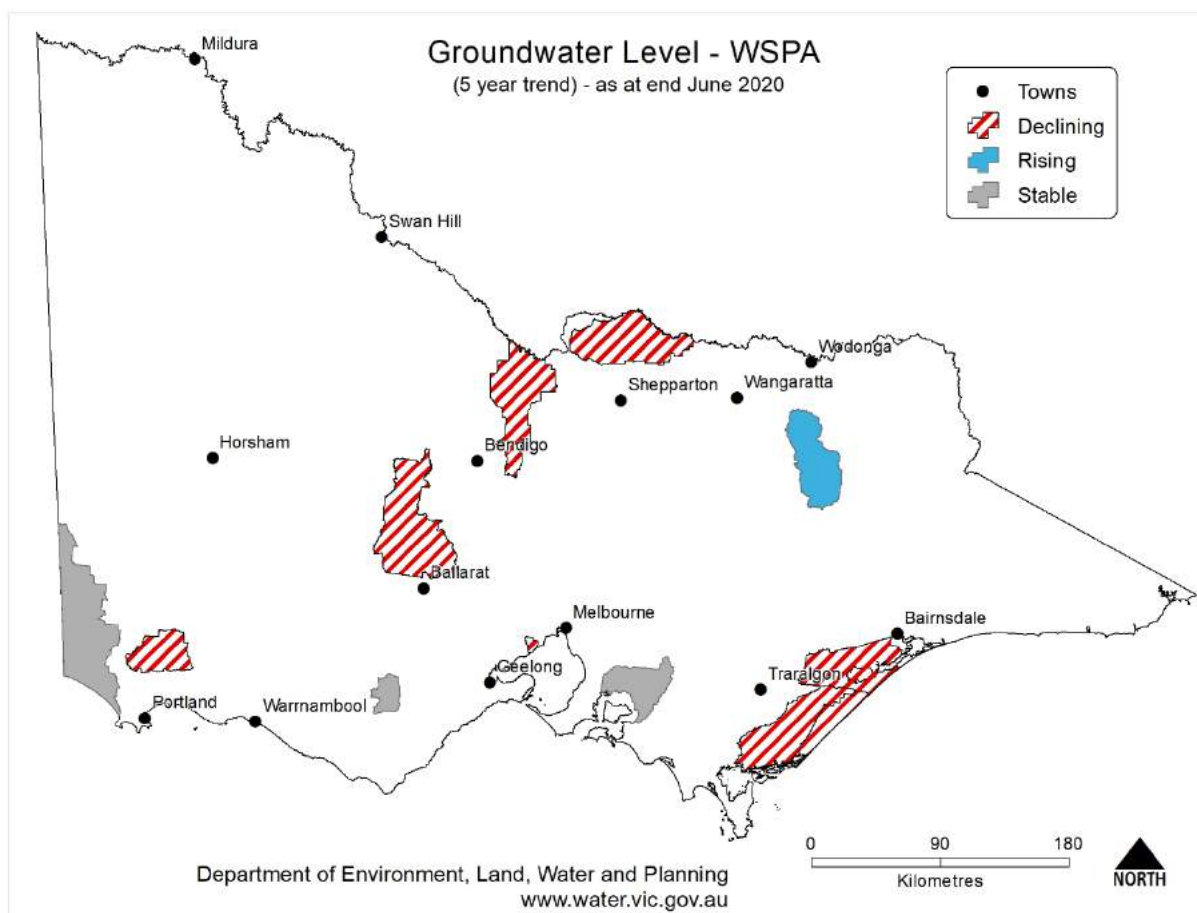 Groundwater Level - WSPA
(5 year trend) - as at end June 2020
Towns
Declining
Rising
Stable
Mildura
Swan Hill
Wodonga
Shepparton
Wangaratta
Horsham
Bendigo
Ballarat
Melbourne
Bairnsdale
Geelong
Traralgon
Portland
Warrnambool
0 90 180
Kilometres
NORTH
Department of Environment, Land, Water and Planning
www.water.vic.gov.au